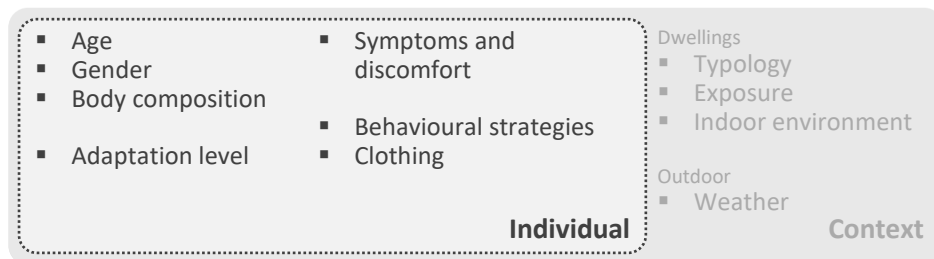 ▪ Age
▪ Gender
▪ Body composition
▪ Adaptation level
▪ Symptoms and
discomfort
▪ Behavioural strategies
▪ Clothing
Individual
Dwellings
▪ Typology
▪ Exposure
▪ Indoor environment
Outdoor
▪ Weather
Context